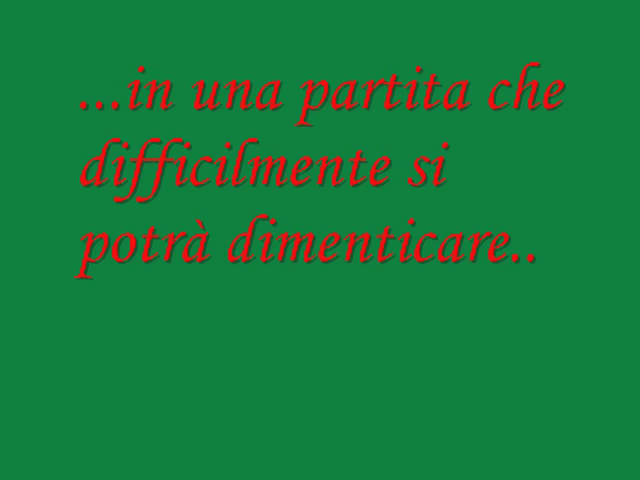 ...in una partita che
difficilmente si
potrà dimenticare..